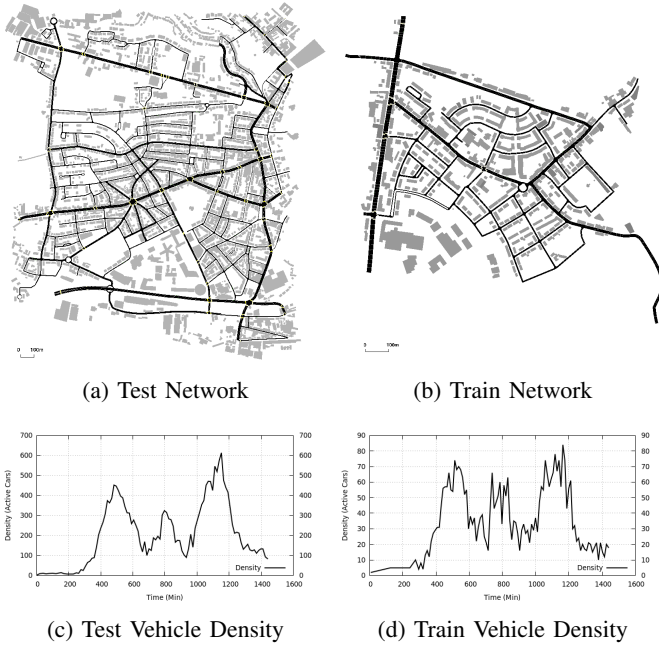 0 100m
0 100m
(a) Test Network
(b) Train Network
700
600
500
400
300
200
100
0
700
600
500
400
300
200
100
0
0 200 400 600 800 1000 1200 1400 1600
Density (Active Cars)
Time (Min)
Density
90
80
70
60
50
40
30
20
10
0
90
80
70
60
50
40
30
20
10
0
0 200 400 600 800 1000 1200 1400 1600
Density (Active Cars)
Time (Min)
Density
(c) Test Vehicle Density
(d) Train Vehicle Density